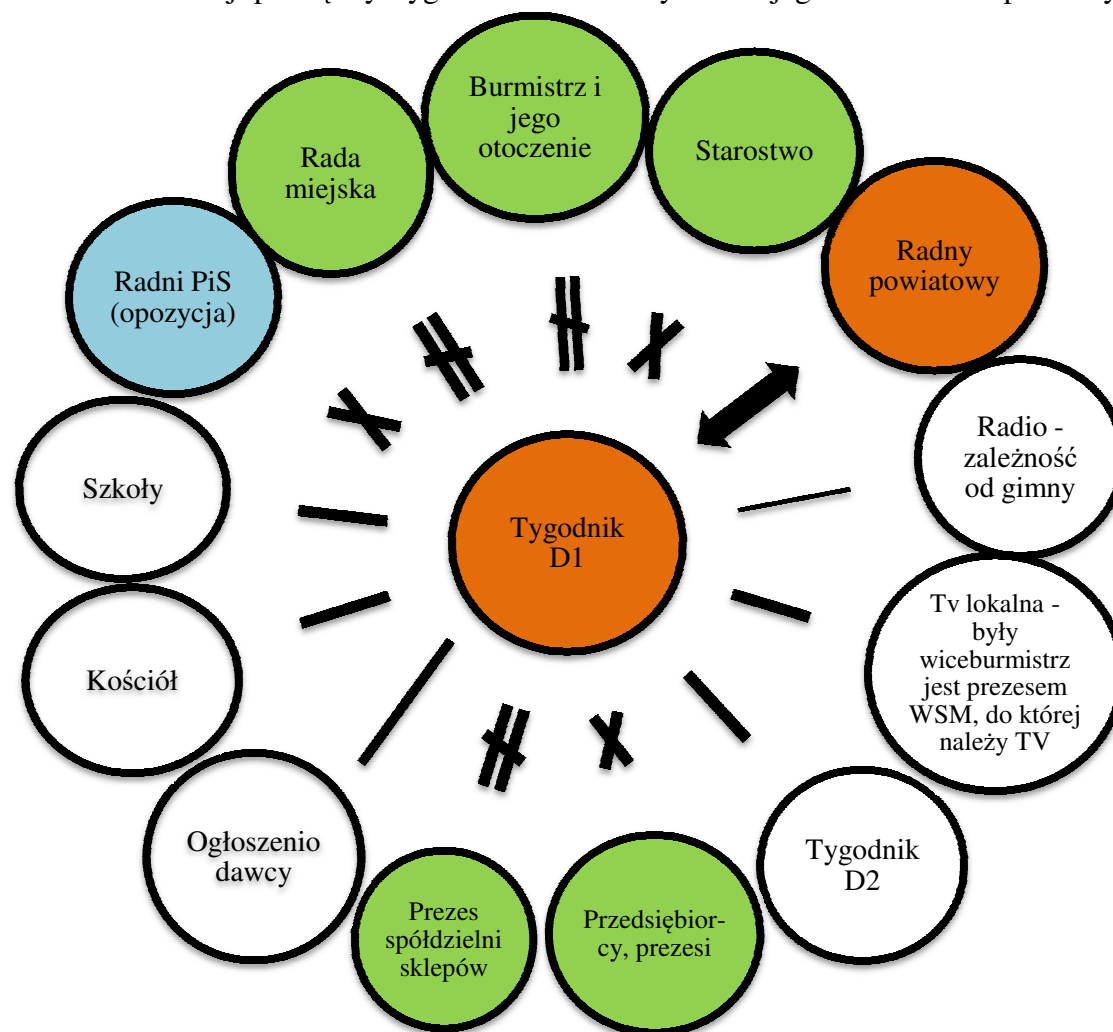 Burmistrz i
jego
otoczenie
Starostwo
Rada
miejska
Radny
powiatowy
Radni PiS
(opozycja)
Radio -
zależność
od gimny
Szkoły
Tygodnik
D1
Tv lokalna -
były
wiceburmistrz
jest prezesem
WSM, do której
należy TV
Kościół
Ogłoszenio
dawcy
Tygodnik
D2
Prezes
spółdzielni
sklepów
Przedsiębior-
cy, prezesi